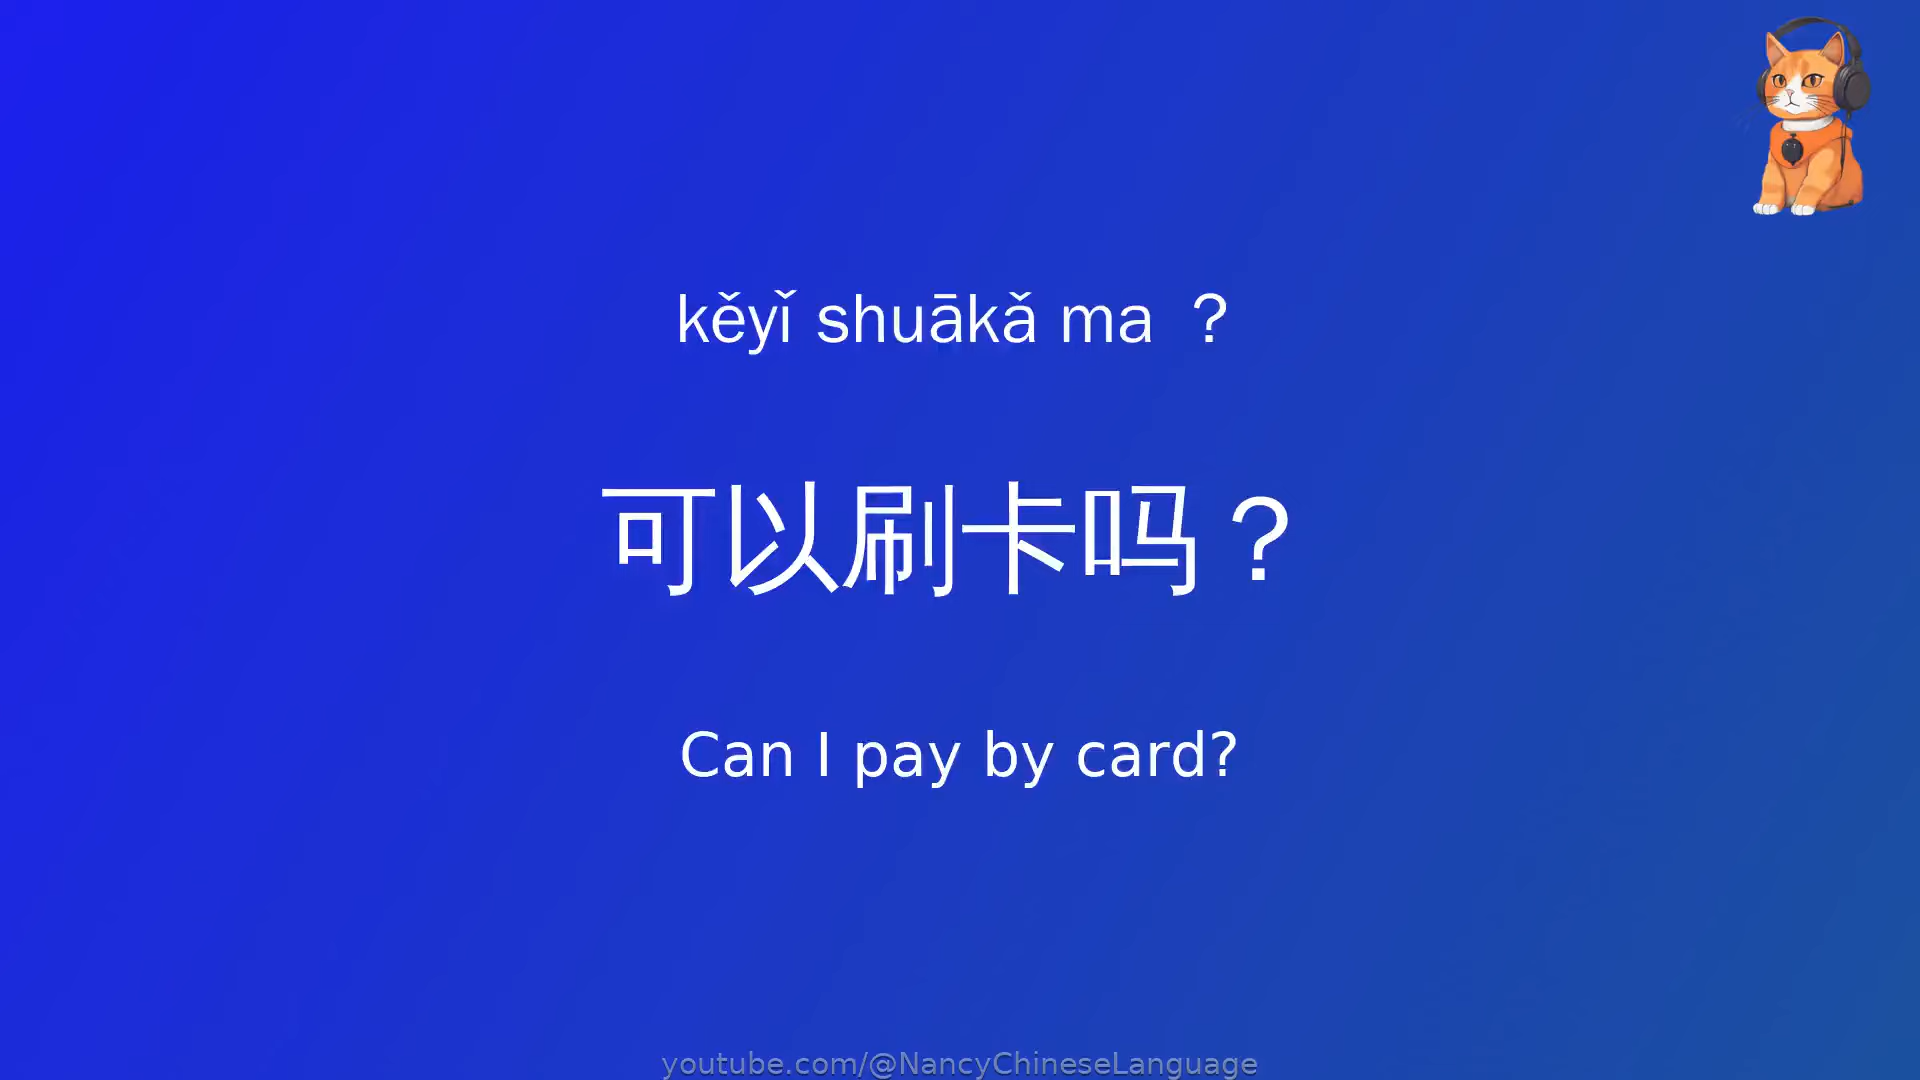 kěyǐ shuākǎ ma ？
可以刷卡吗？
Can I pay by card?
youtube.com/@NancyChineseLanguage